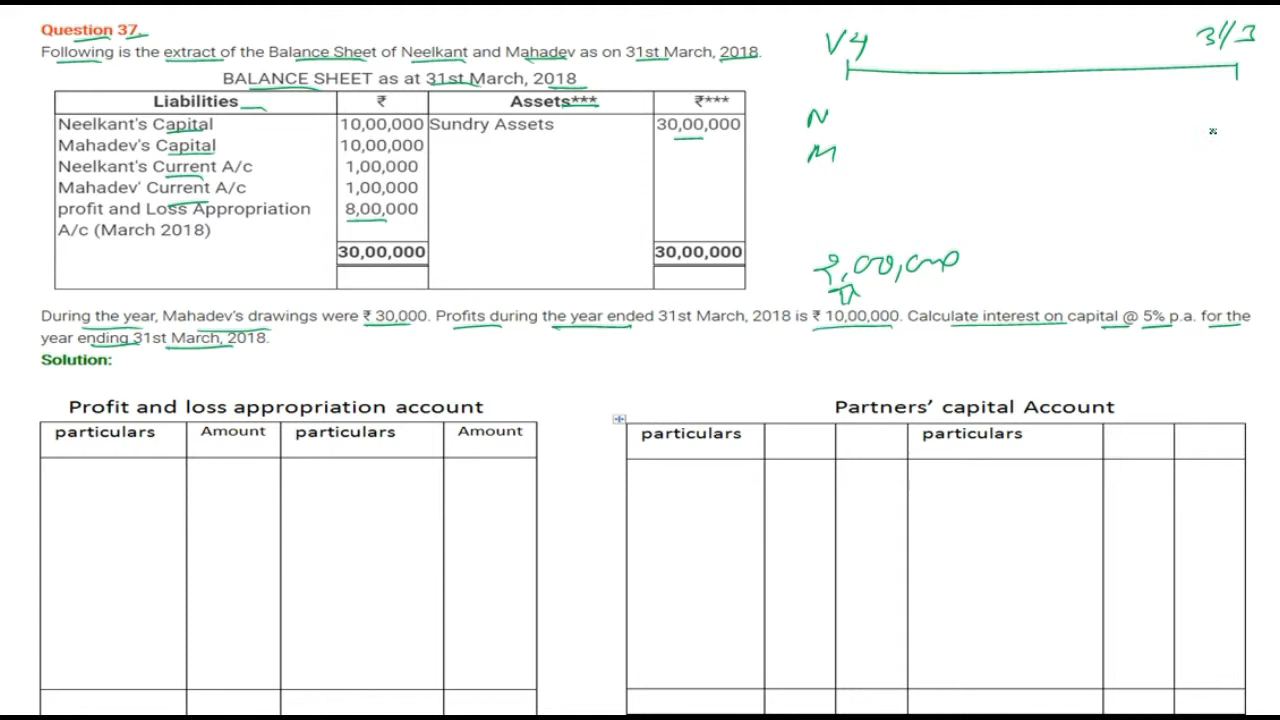 Question 37.
Following is the extract of the Balance Sheet of Neelkant and Mahadev as on 31st March, 2018.
BALANCE SHEET as at 31st March, 2018
Liabilities ₹ Assets*** ₹***
Neelkant's Capital 10,00,000 Sundry Assets 30,00,000
Mahadev's Capital 10,00,000
Neelkant's Current A/c 1,00,000
Mahadev' Current A/c 1,00,000
profit and Loss Appropriation 8,00,000
A/c (March 2018)
30,00,000 30,00,000
31/3
N
M
2,00,000
During the year, Mahadev's drawings were ₹ 30,000. Profits during the year ended 31st March, 2018 is ₹ 10,00,000. Calculate interest on capital @ 5% p.a. for the
year ending 31st March, 2018.
Solution:
Profit and loss appropriation account
particulars Amount particulars Amount
Partners' capital Account
particulars particulars